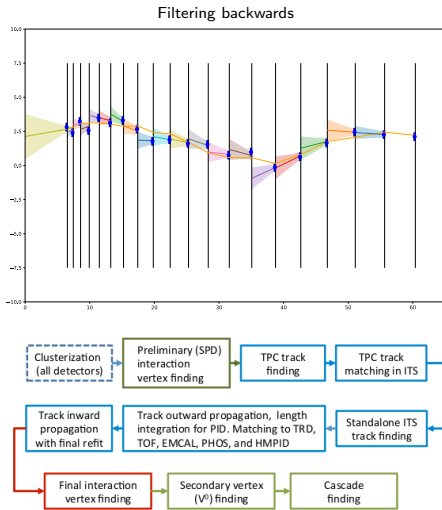 Filtering backwards
10.0
7.5
5.0
2.5
0.0
−2.5
−5.0
−7.5
−10.0
0 10 20 30 40 50 60
Clusterization
(all detectors)
Preliminary (SPD)
interaction
vertex finding
TPC track
finding
TPC track
matching in ITS
Track inward
propagation
with final refit
Track outward propagation, length
integration for PID. Matching to TRD,
TOF, EMCAL, PHOS, and HMPID
Standalone ITS
track finding
Final interaction
vertex finding
Secondary vertex
(V⁰) finding
Cascade
finding